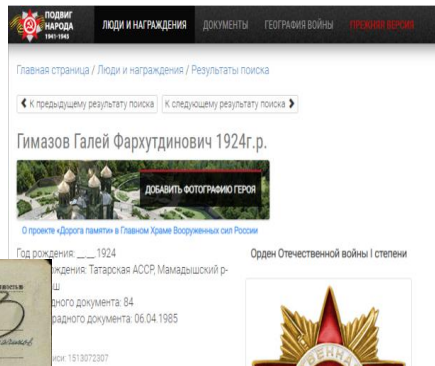 ПОДВИГ
НАРОДА
1941-1945
ЛЮДИ И НАГРАЖДЕНИЯ
ДОКУМЕНТЫ
ГЕОГРАФИЯ ВОЙНЫ
ПРЕЖНЯЯ ВЕРСИЯ
Главная страница / Люди и награждения / Результаты поиска
К предыдущему результату поиска
К следующему результату поиска
Гимазов Галей Фархутдинович 1924г.р.
ДОБАВИТЬ ФОТОГРАФИЮ ГЕРОЯ
О проекте «Дорога памяти» в Главном Храме Вооруженных сил России
Год рождения: __.__.1924
Орден Отечественной войны I степени
ождения: Татарская АССР, Мамадышский р-
ш
дного документа: 84
радного документа: 06.04.1985
иси: 1513072307